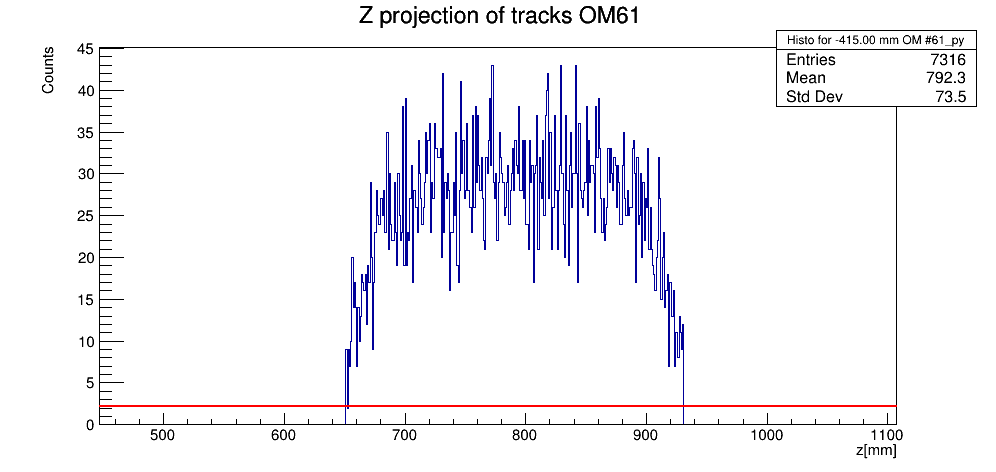 Z projection of tracks OM61
Histo for -415.00 mm OM #61_py
Entries 7316
Mean 792.3
Std Dev 73.5
Counts
45
40
35
30
25
20
15
10
5
0
500 600 700 800 900 1000 1100
z[mm]